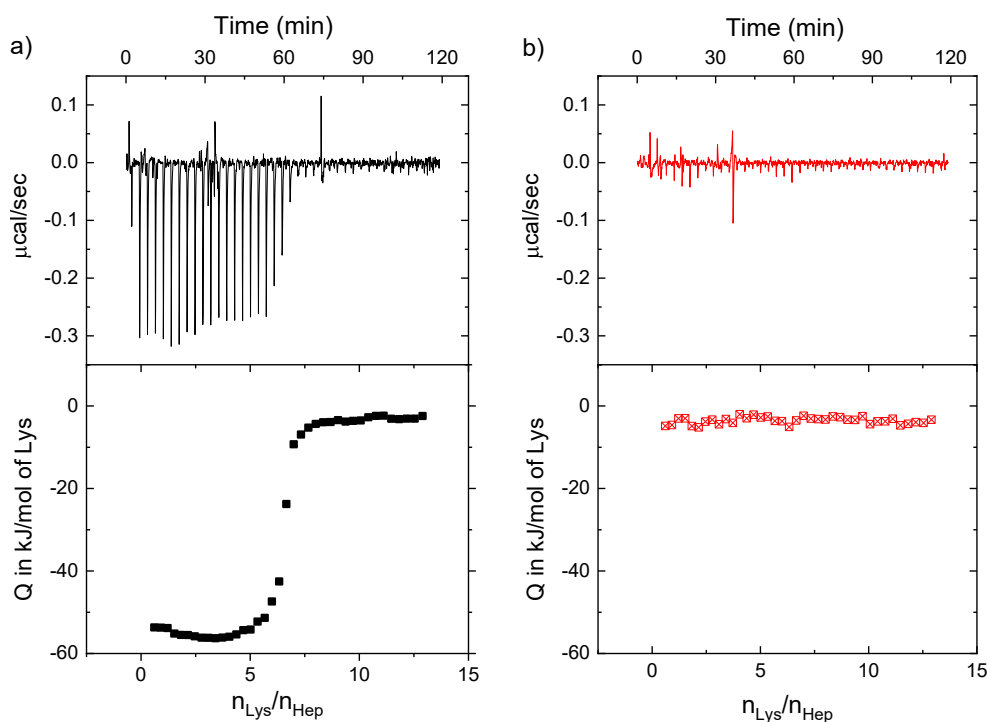 a)
Time (min)
0 30 60 90 120
0.1
0.0
-0.1
-0.2
-0.3
μcal/sec
0
-20
-40
-60
Q in kJ/mol of Lys
0 5 10 15
nLys/nHep
b)
Time (min)
0 30 60 90 120
0.1
0.0
-0.1
-0.2
-0.3
μcal/sec
0
-20
-40
-60
Q in kJ/mol of Lys
0 5 10 15
nLys/nHep